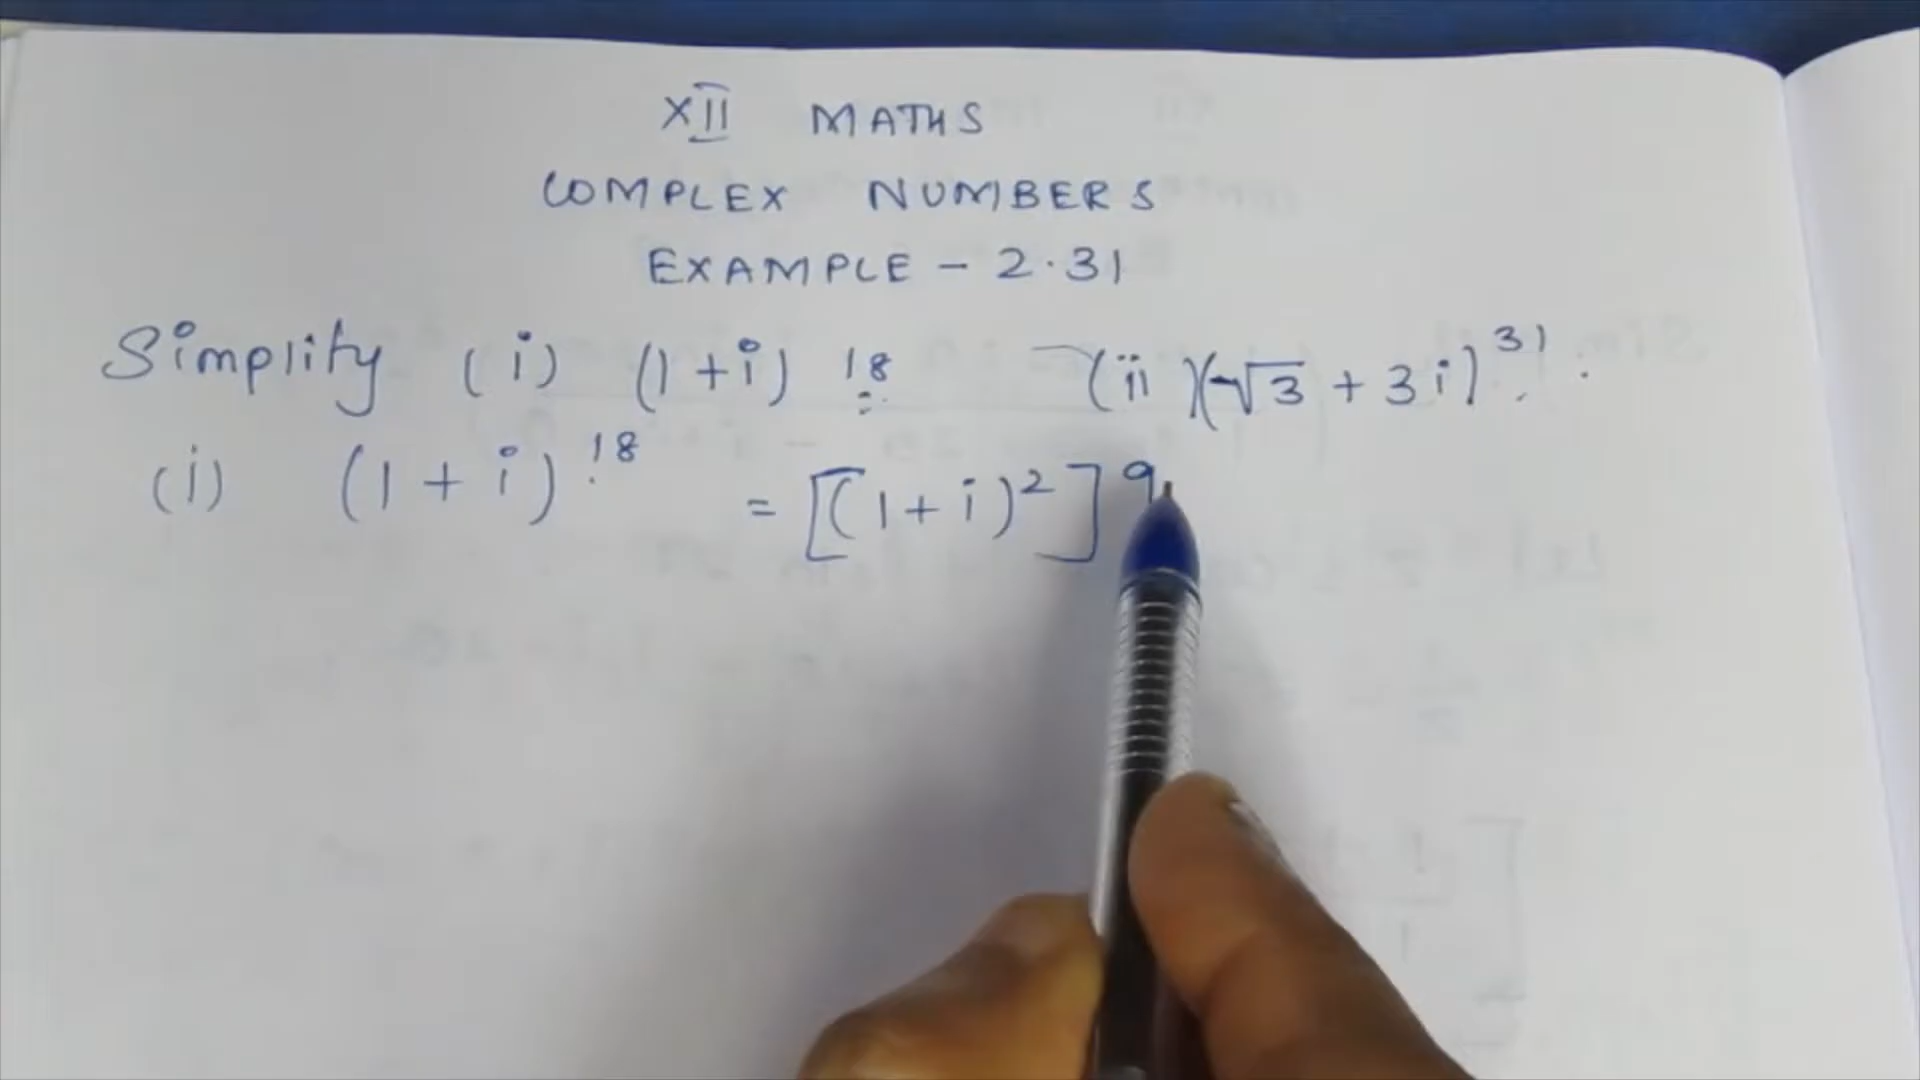 XII MATHS
COMPLEX NUMBERS
EXAMPLE - 2.31
Simplify (i) (1+i)^18 (ii) (-√3 + 3i)^31.
(i) (1+i)^18 = [(1+i)^2]^9